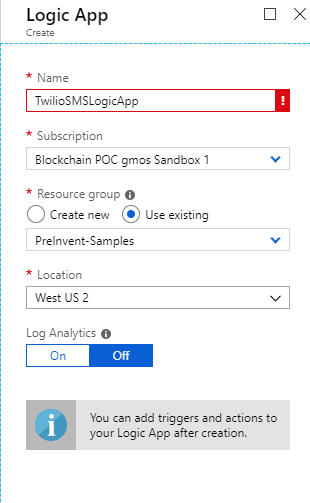 Logic App
Create
* Name
TwilioSMSLogicApp
!
* Subscription
Blockchain POC gmos Sandbox 1
* Resource group
Create new Use existing
PreInvent-Samples
* Location
West US 2
Log Analytics
On Off
You can add triggers and actions to
your Logic App after creation.